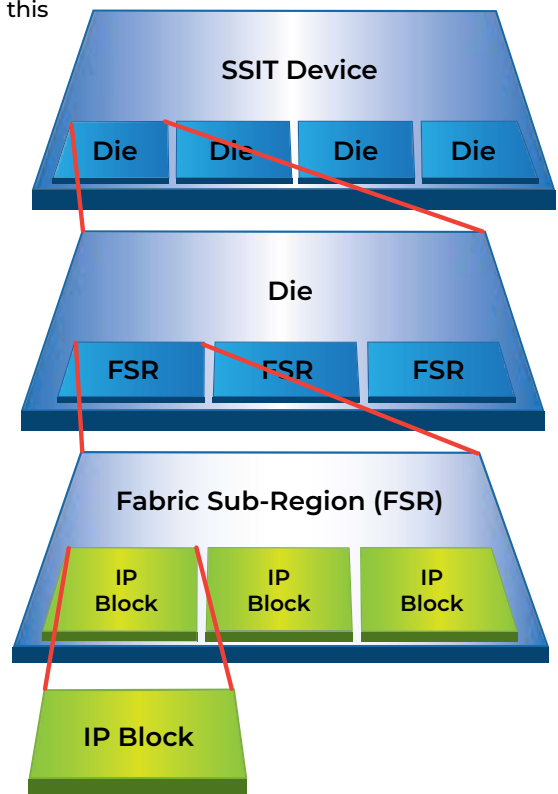 this
SSIT Device
Die Die Die Die
Die
FSR FSR FSR
Fabric Sub-Region (FSR)
IP IP IP
Block Block Block
IP Block